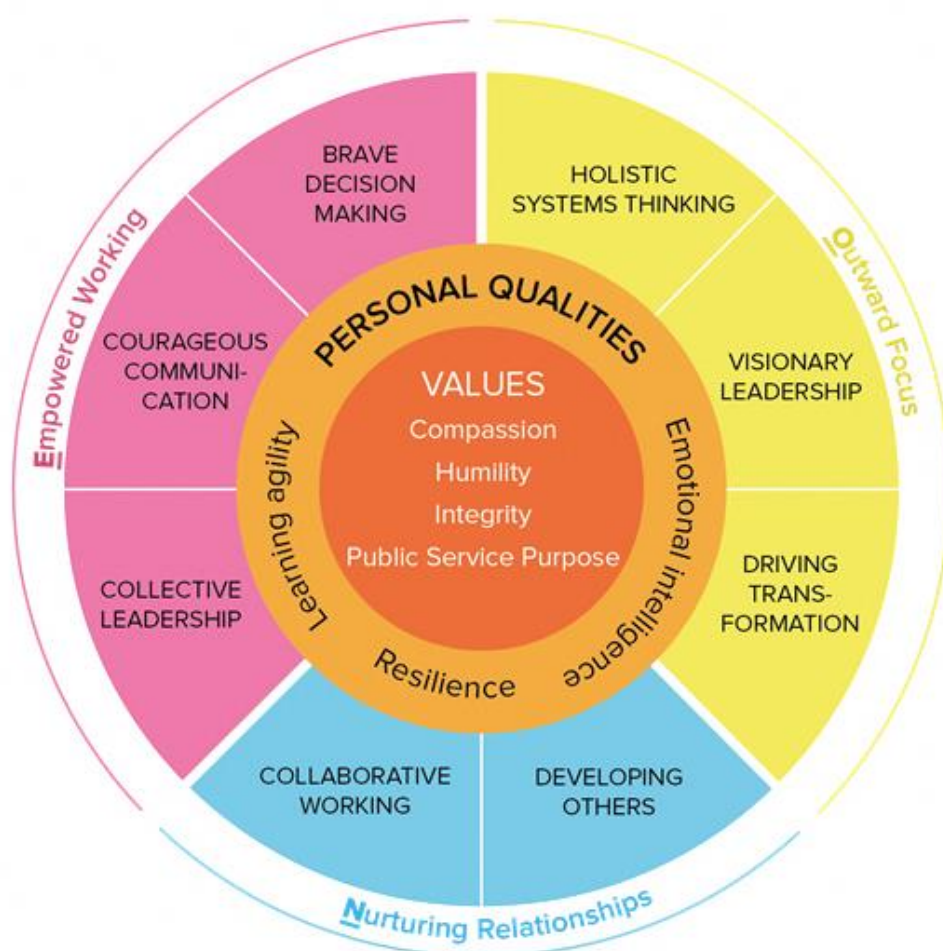 BRAVE
DECISION
MAKING
HOLISTIC
SYSTEMS THINKING
Empowered Working
Outward Focus
PERSONAL QUALITIES
COURAGEOUS
COMMUNI-
CATION
VISIONARY
LEADERSHIP
VALUES
Compassion
Humility
Integrity
Public Service Purpose
Learning agility
Emotional intelligence
Resilience
COLLECTIVE
LEADERSHIP
DRIVING
TRANS-
FORMATION
COLLABORATIVE
WORKING
DEVELOPING
OTHERS
Nurturing Relationships